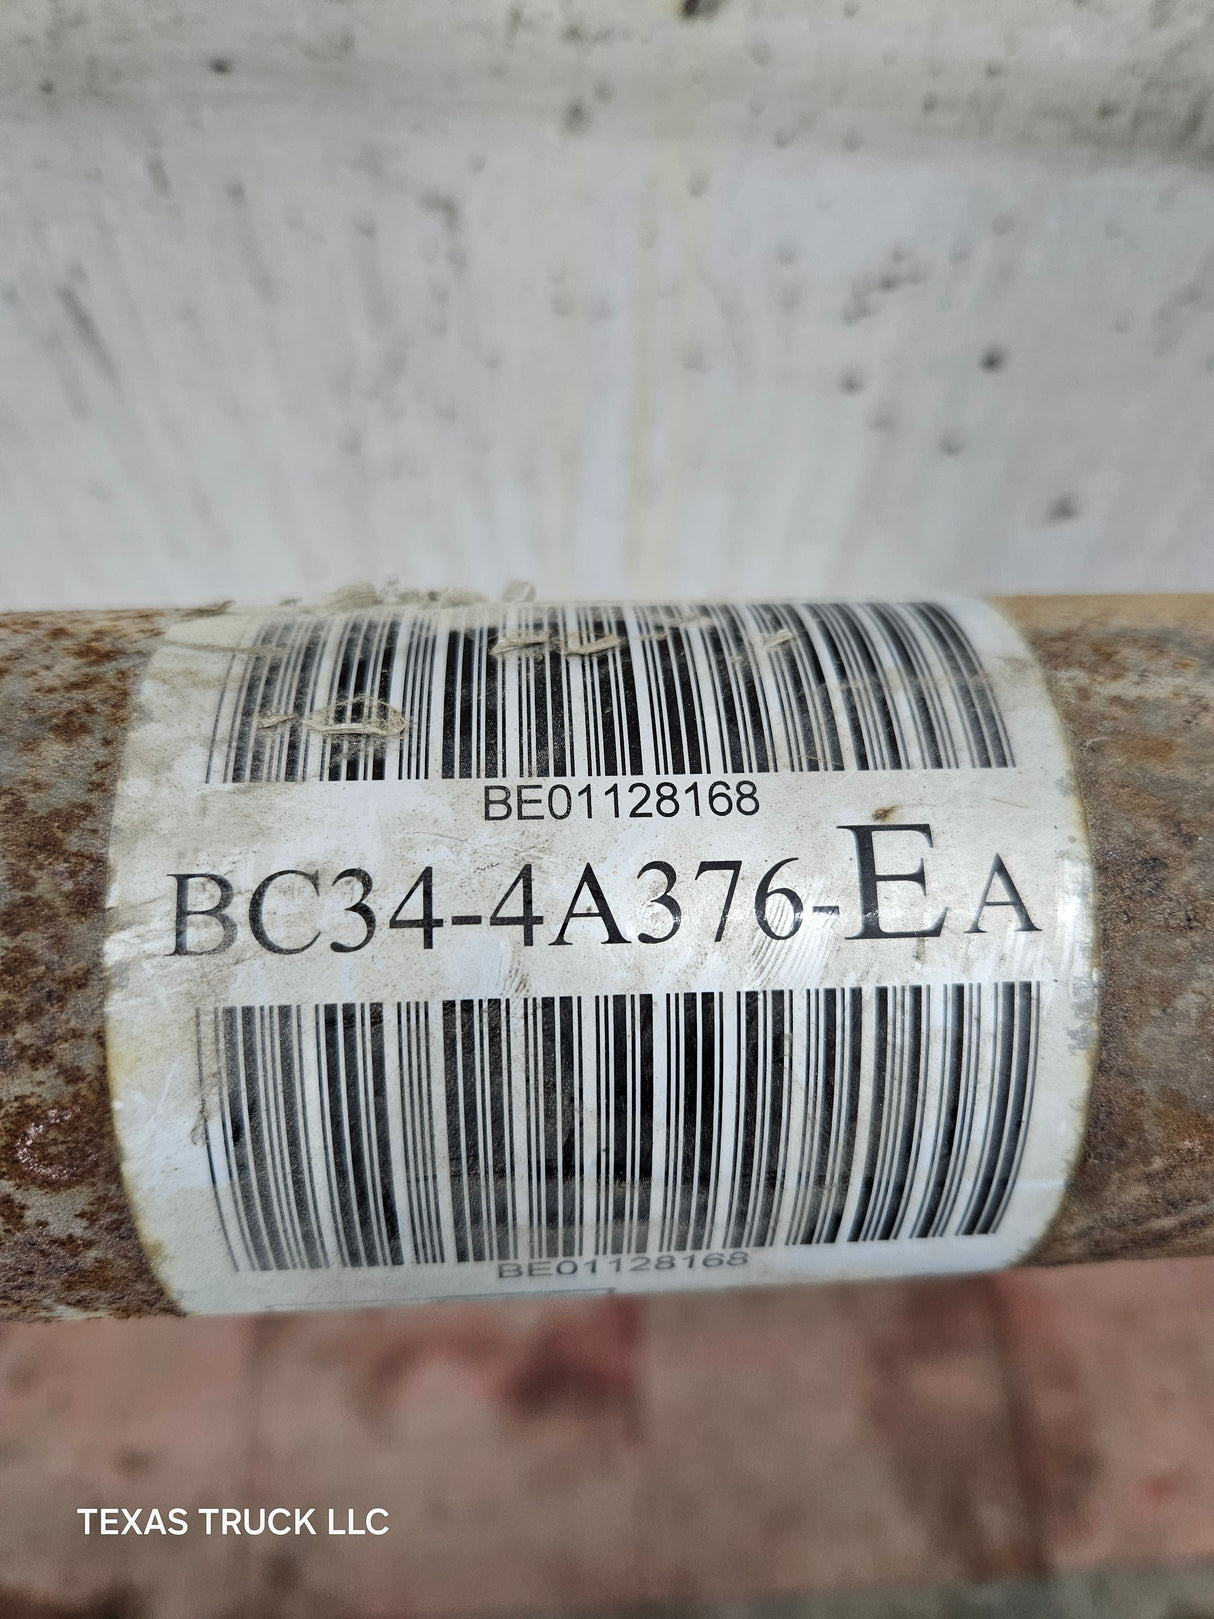 BE01128168
BC34-4A376-EA
BE01128168
TEXAS TRUCK LLC